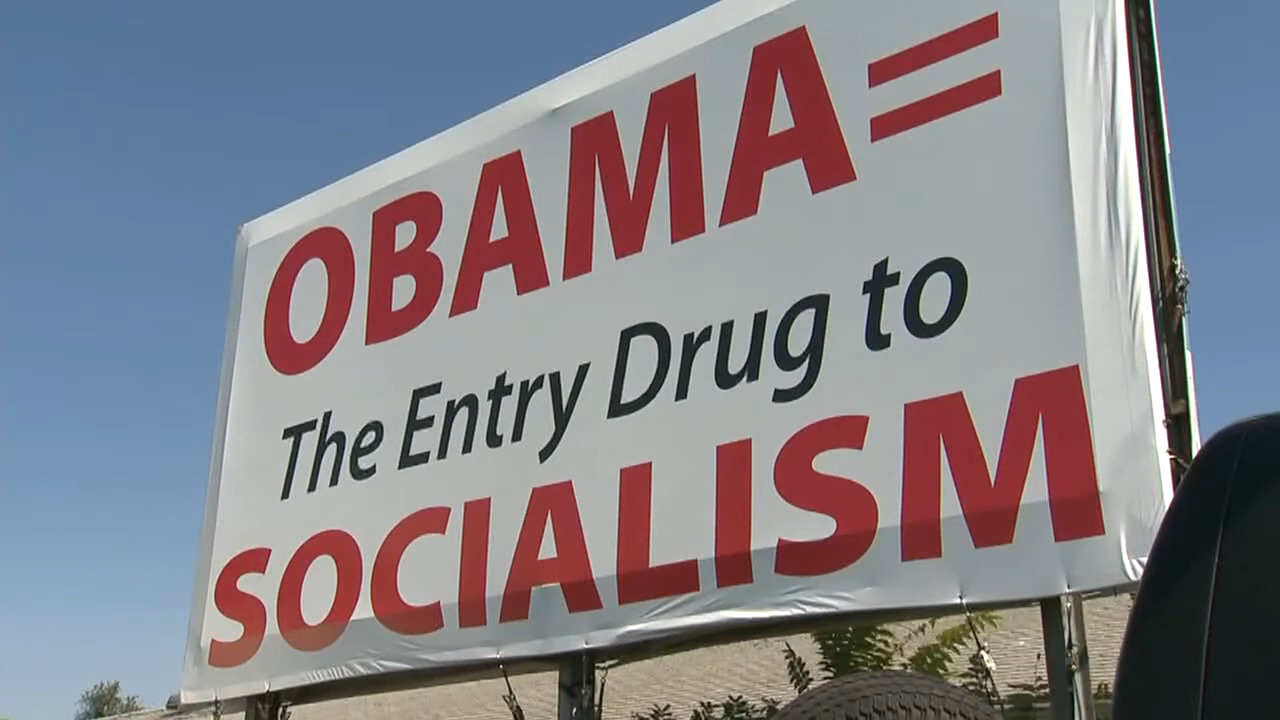 OBAMA=
The Entry Drug to
SOCIALISM